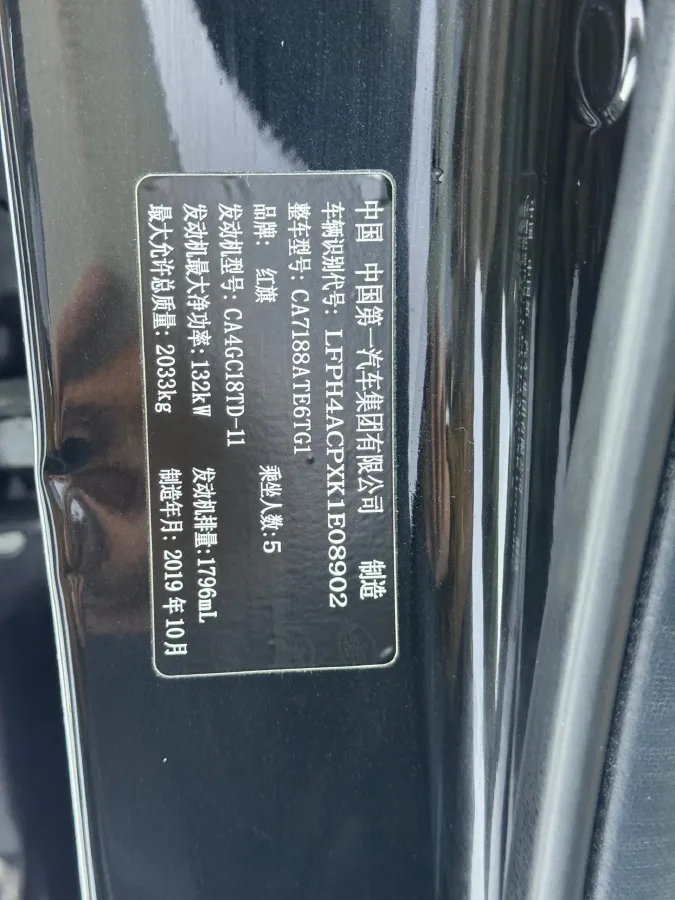 中国 中国第一汽车集团有限公司 制造
车辆识别代号: LFPH4ACPXK1E08902
整车型号: CA7188ATE6TG1
品牌: 红旗 乘坐人数:5
发动机型号: CA4GC18TD-11
发动机最大净功率: 132kW 发动机排量: 1796mL
最大允许总质量: 2033kg 制造年月: 2019年10月